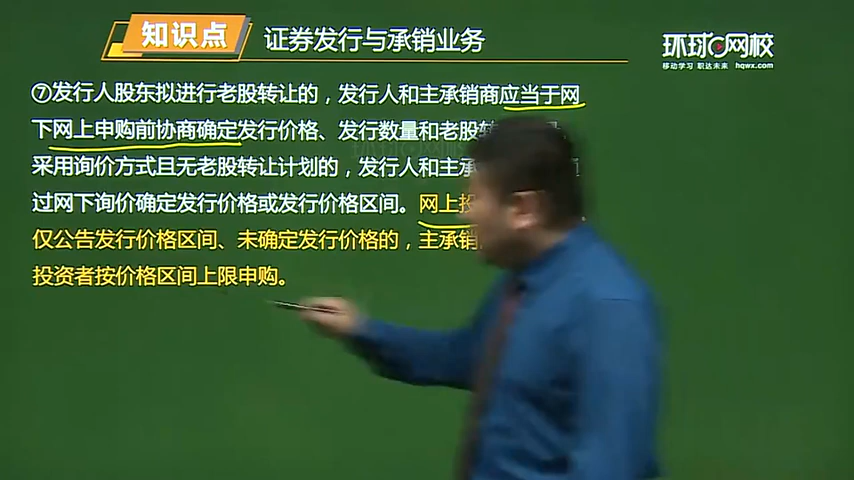 知识点 证券发行与承销业务
环球网校
移动学习 职达未来 hqwx.com
⑦发行人股东拟进行老股转让的，发行人和主承销商应当于网
下网上申购前协商确定发行价格、发行数量和老股转
采用询价方式且无老股转让计划的，发行人和主承
过网下询价确定发行价格或发行价格区间。网上投
仅公告发行价格区间、未确定发行价格的，主承销
投资者按价格区间上限申购。